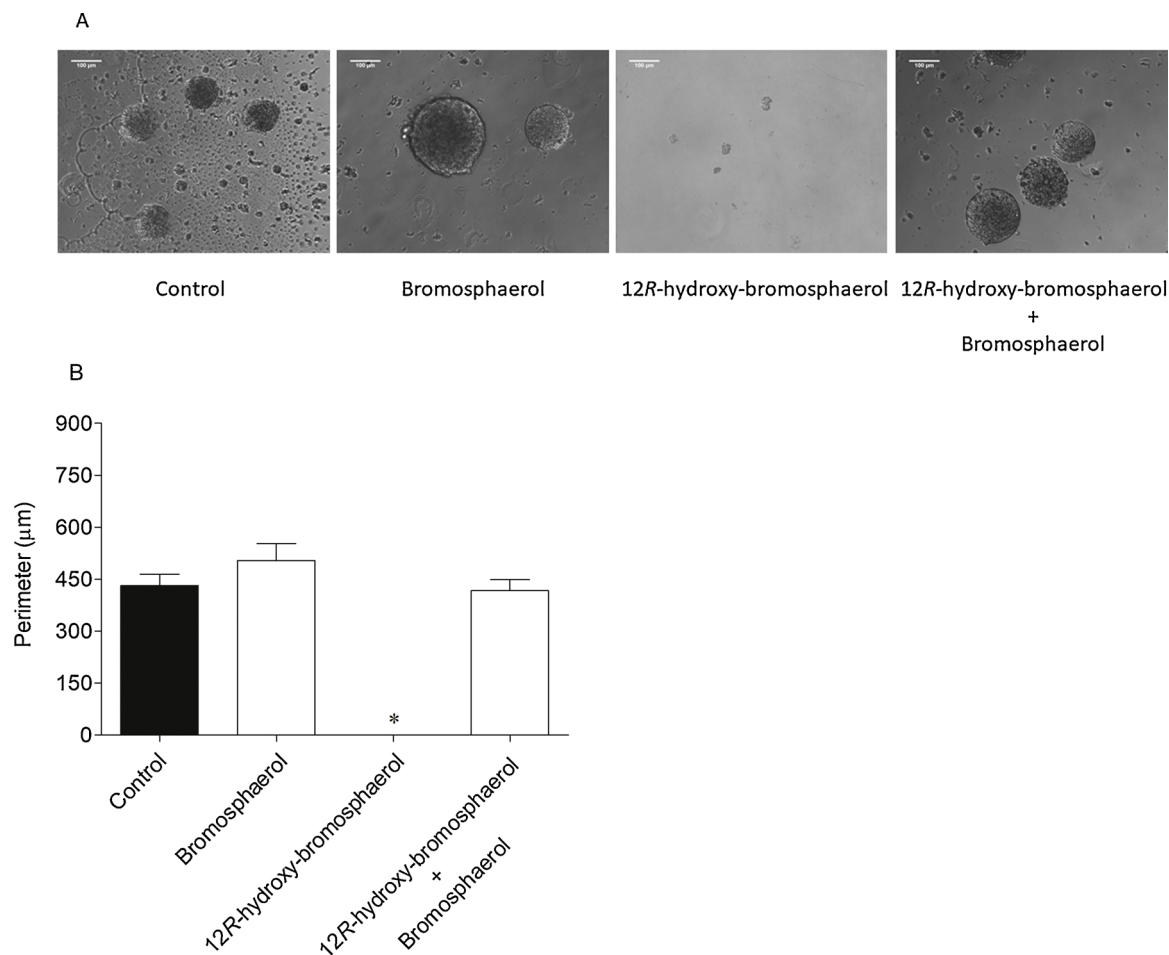 A
100 µm
100 µm
100 µm
100 µm
Control
Bromosphaerol
12R-hydroxy-bromosphaerol
12R-hydroxy-bromosphaerol
+
Bromosphaerol
B
900
750
600
450
300
150
0
Perimeter (µm)
*
Control
Bromosphaerol
12R-hydroxy-bromosphaerol
12R-hydroxy-bromosphaerol
+
Bromosphaerol